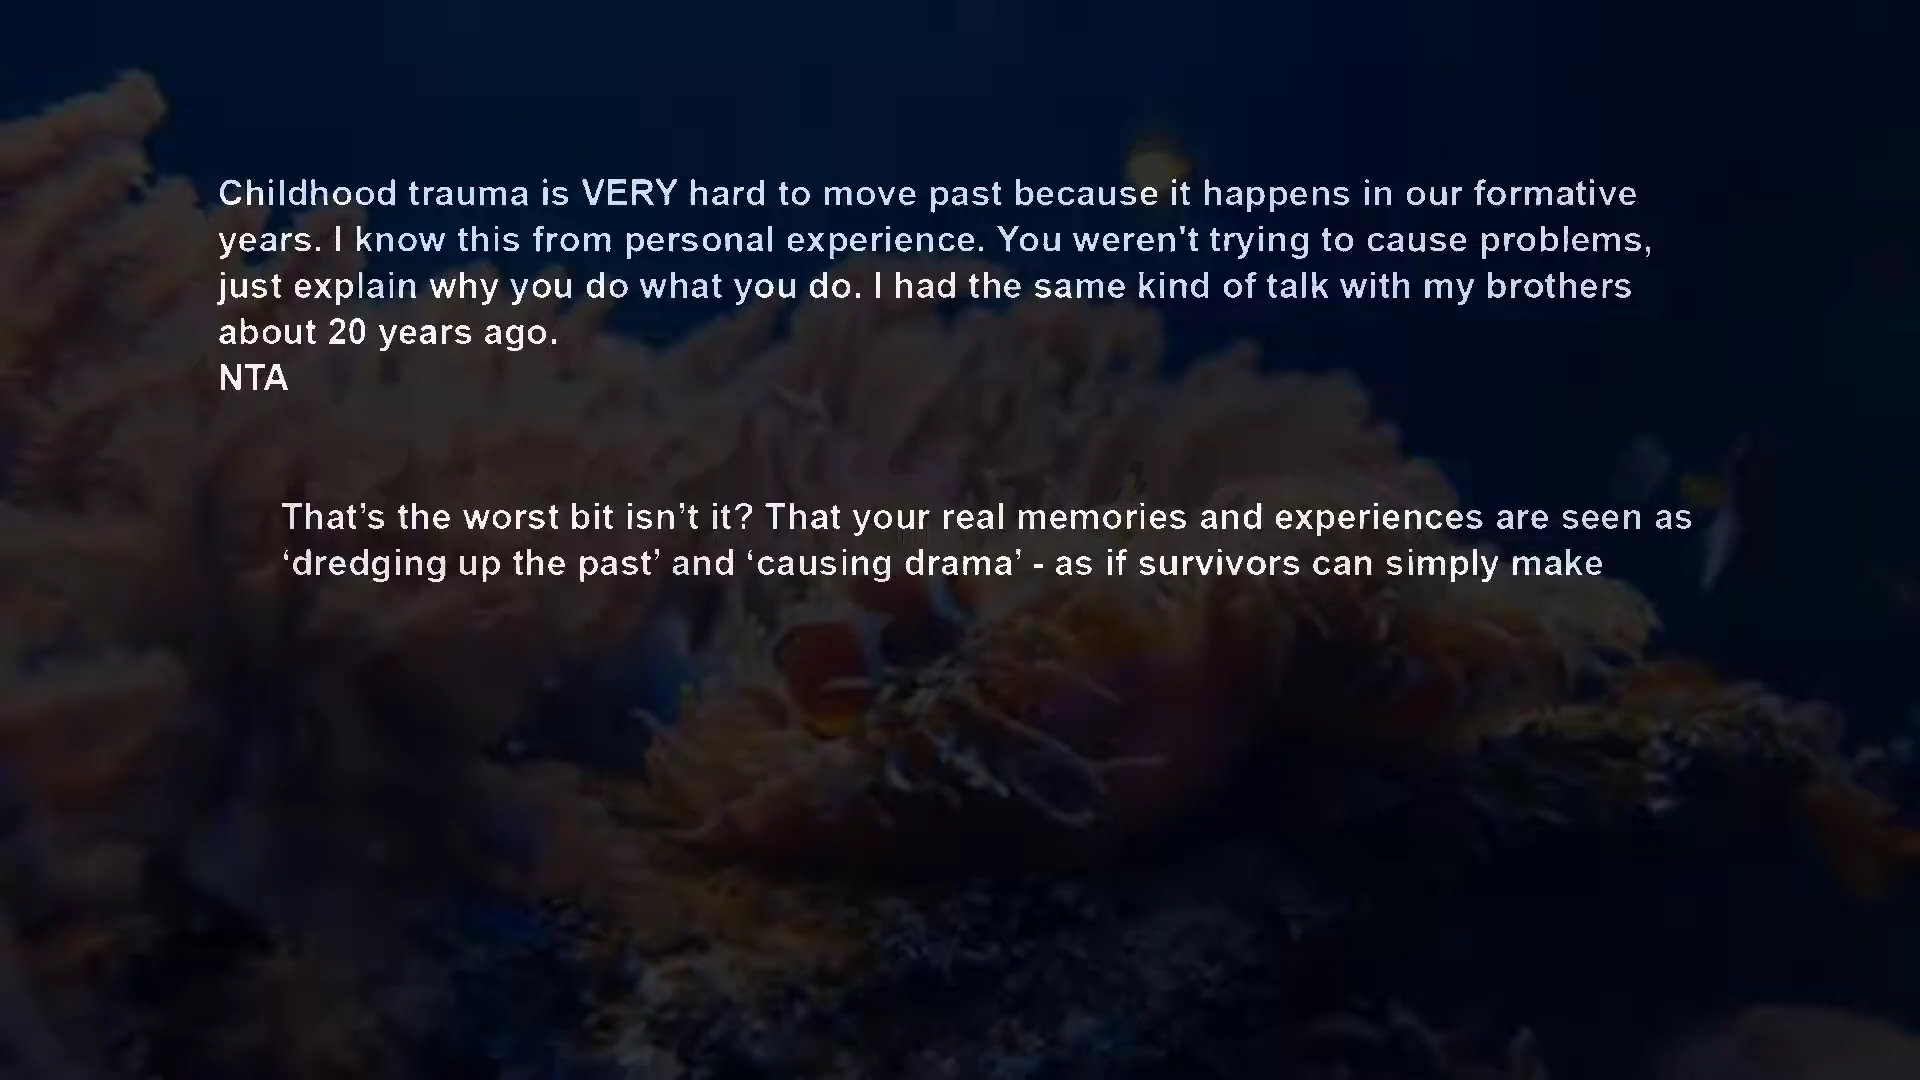 Childhood trauma is VERY hard to move past because it happens in our formative
years. I know this from personal experience. You weren't trying to cause problems,
just explain why you do what you do. I had the same kind of talk with my brothers
about 20 years ago.
NTA
That’s the worst bit isn’t it? That your real memories and experiences are seen as
‘dredging up the past’ and ‘causing drama’ - as if survivors can simply make